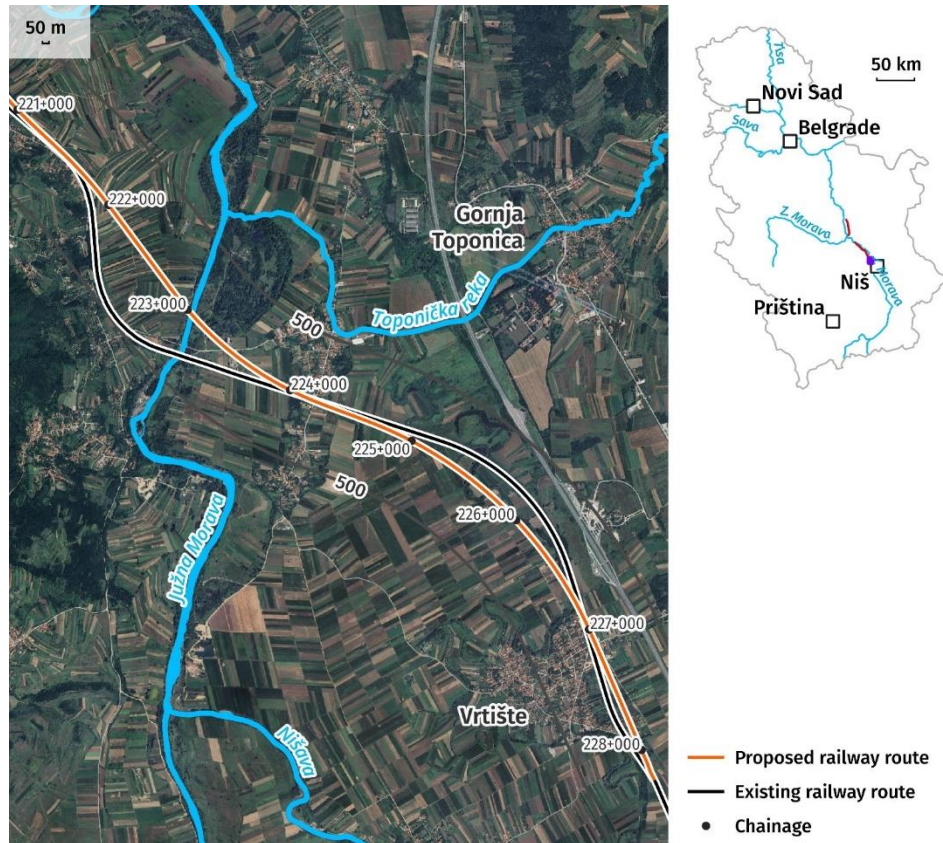 50 m
221+000
222+000
223+000
500
224+000
225+000
500
226+000
227+000
228+000
Gornja
Toponica
Toponička reka
Južna Morava
Nišava
Vrtište
50 km
Tisa
Novi Sad
Sava
Belgrade
Z. Morava
Morava
Niš
Priština
Proposed railway route
Existing railway route
Chainage